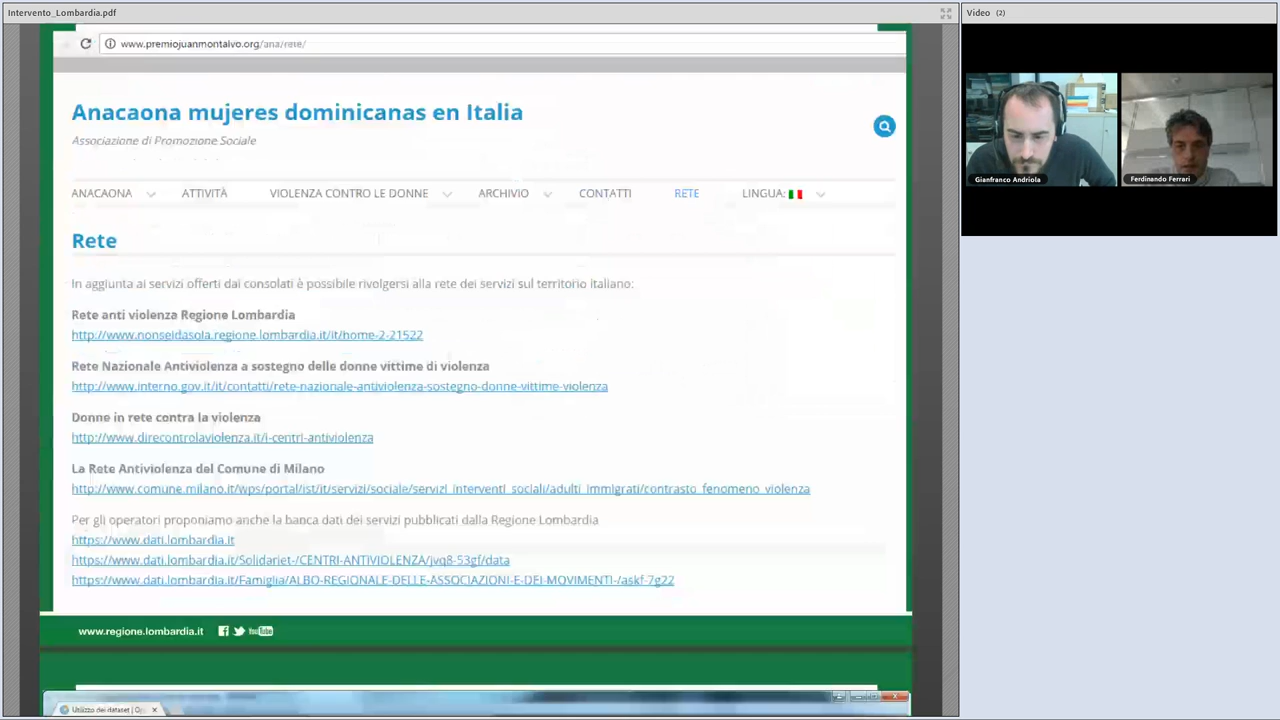 Intervento_Lombardia.pdf
Video (2)
www.premiojuanmontalvo.org/ana/rete/
Anacaona mujeres dominicanas en Italia
Associazione di Promozione Sociale
ANACAONA ATTIVITÀ VIOLENZA CONTRO LE DONNE ARCHIVIO CONTATTI RETE LINGUA:
Rete
In aggiunta ai servizi offerti dai consolati è possibile rivolgersi alla rete dei servizi sul territorio italiano:
Rete anti violenza Regione Lombardia
http://www.nonseidasola.regione.lombardia.it/it/home-2-21522
Rete Nazionale Antiviolenza a sostegno delle donne vittime di violenza
http://www.interno.gov.it/it/contatti/rete-nazionale-antiviolenza-sostegno-donne-vittime-violenza
Donne in rete contro la violenza
http://www.direcontrolaviolenza.it/i-centri-antiviolenza
La Rete Antiviolenza del Comune di Milano
http://www.comune.milano.it/wps/portal/ist/it/servizi/sociale/servizi_interventi_sociali/adulti_immigrati/contrasto_fenomeno_violenza
Per gli operatori proponiamo anche la banca dati dei servizi pubblicati dalla Regione Lombardia
http://www.dati.lombardia.it
https://www.dati.lombardia.it/Solidariet-/CENTRI-ANTIVIOLENZA/jvq8-53gf/data
https://www.dati.lombardia.it/Famiglia/ALBO-REGIONALE-DELLE-ASSOCIAZIONI-E-DEI-MOVIMENTI-/askf-7g22
www.regione.lombardia.it
YouTube
Utilizzo dei dataset |
Gianfranco Andriola
Ferdinando Ferrari